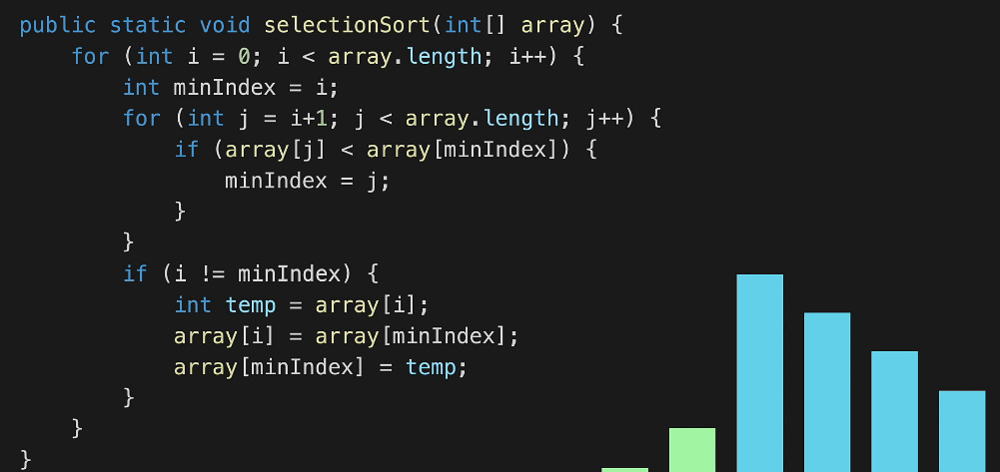 public static void selectionSort(int[] array) {
    for (int i = 0; i < array.length; i++) {
        int minIndex = i;
        for (int j = i+1; j < array.length; j++) {
            if (array[j] < array[minIndex]) {
                minIndex = j;
            }
        }
        if (i != minIndex) {
            int temp = array[i];
            array[i] = array[minIndex];
            array[minIndex] = temp;
        }
    }
}